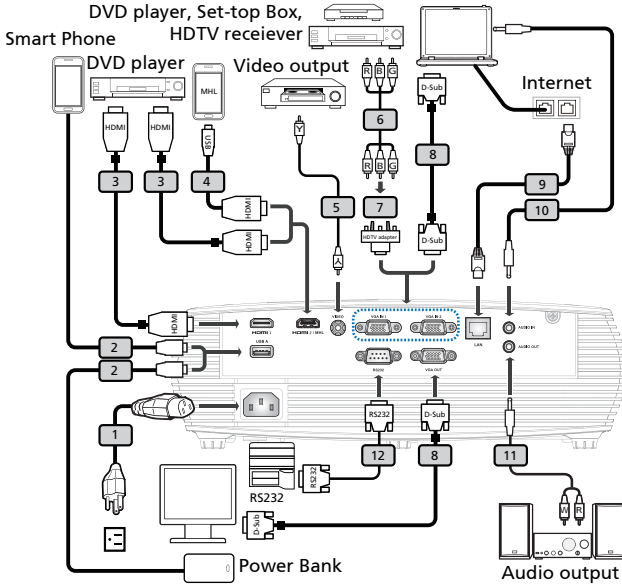 DVD player, Set-top Box,
HDTV receiever
Smart Phone
DVD player
MHL
Video output
Internet
HDMI
HDMI
USB
Y
R B G
6
R B G
D-Sub
8
D-Sub
3
3
4
5
7
9
10
HDMI
HDMI
HDTV adapter
Y
HDMI
2
2
HDMI 1
USB A
HDMI 2 / MHL
VIDEO
VGA IN 1
VGA IN 2
RS232
VGA OUT
LAN
AUDIO IN
AUDIO OUT
1
RS232
D-Sub
12
8
11
RS232
RS232
D-Sub
W R
Power Bank
Audio output